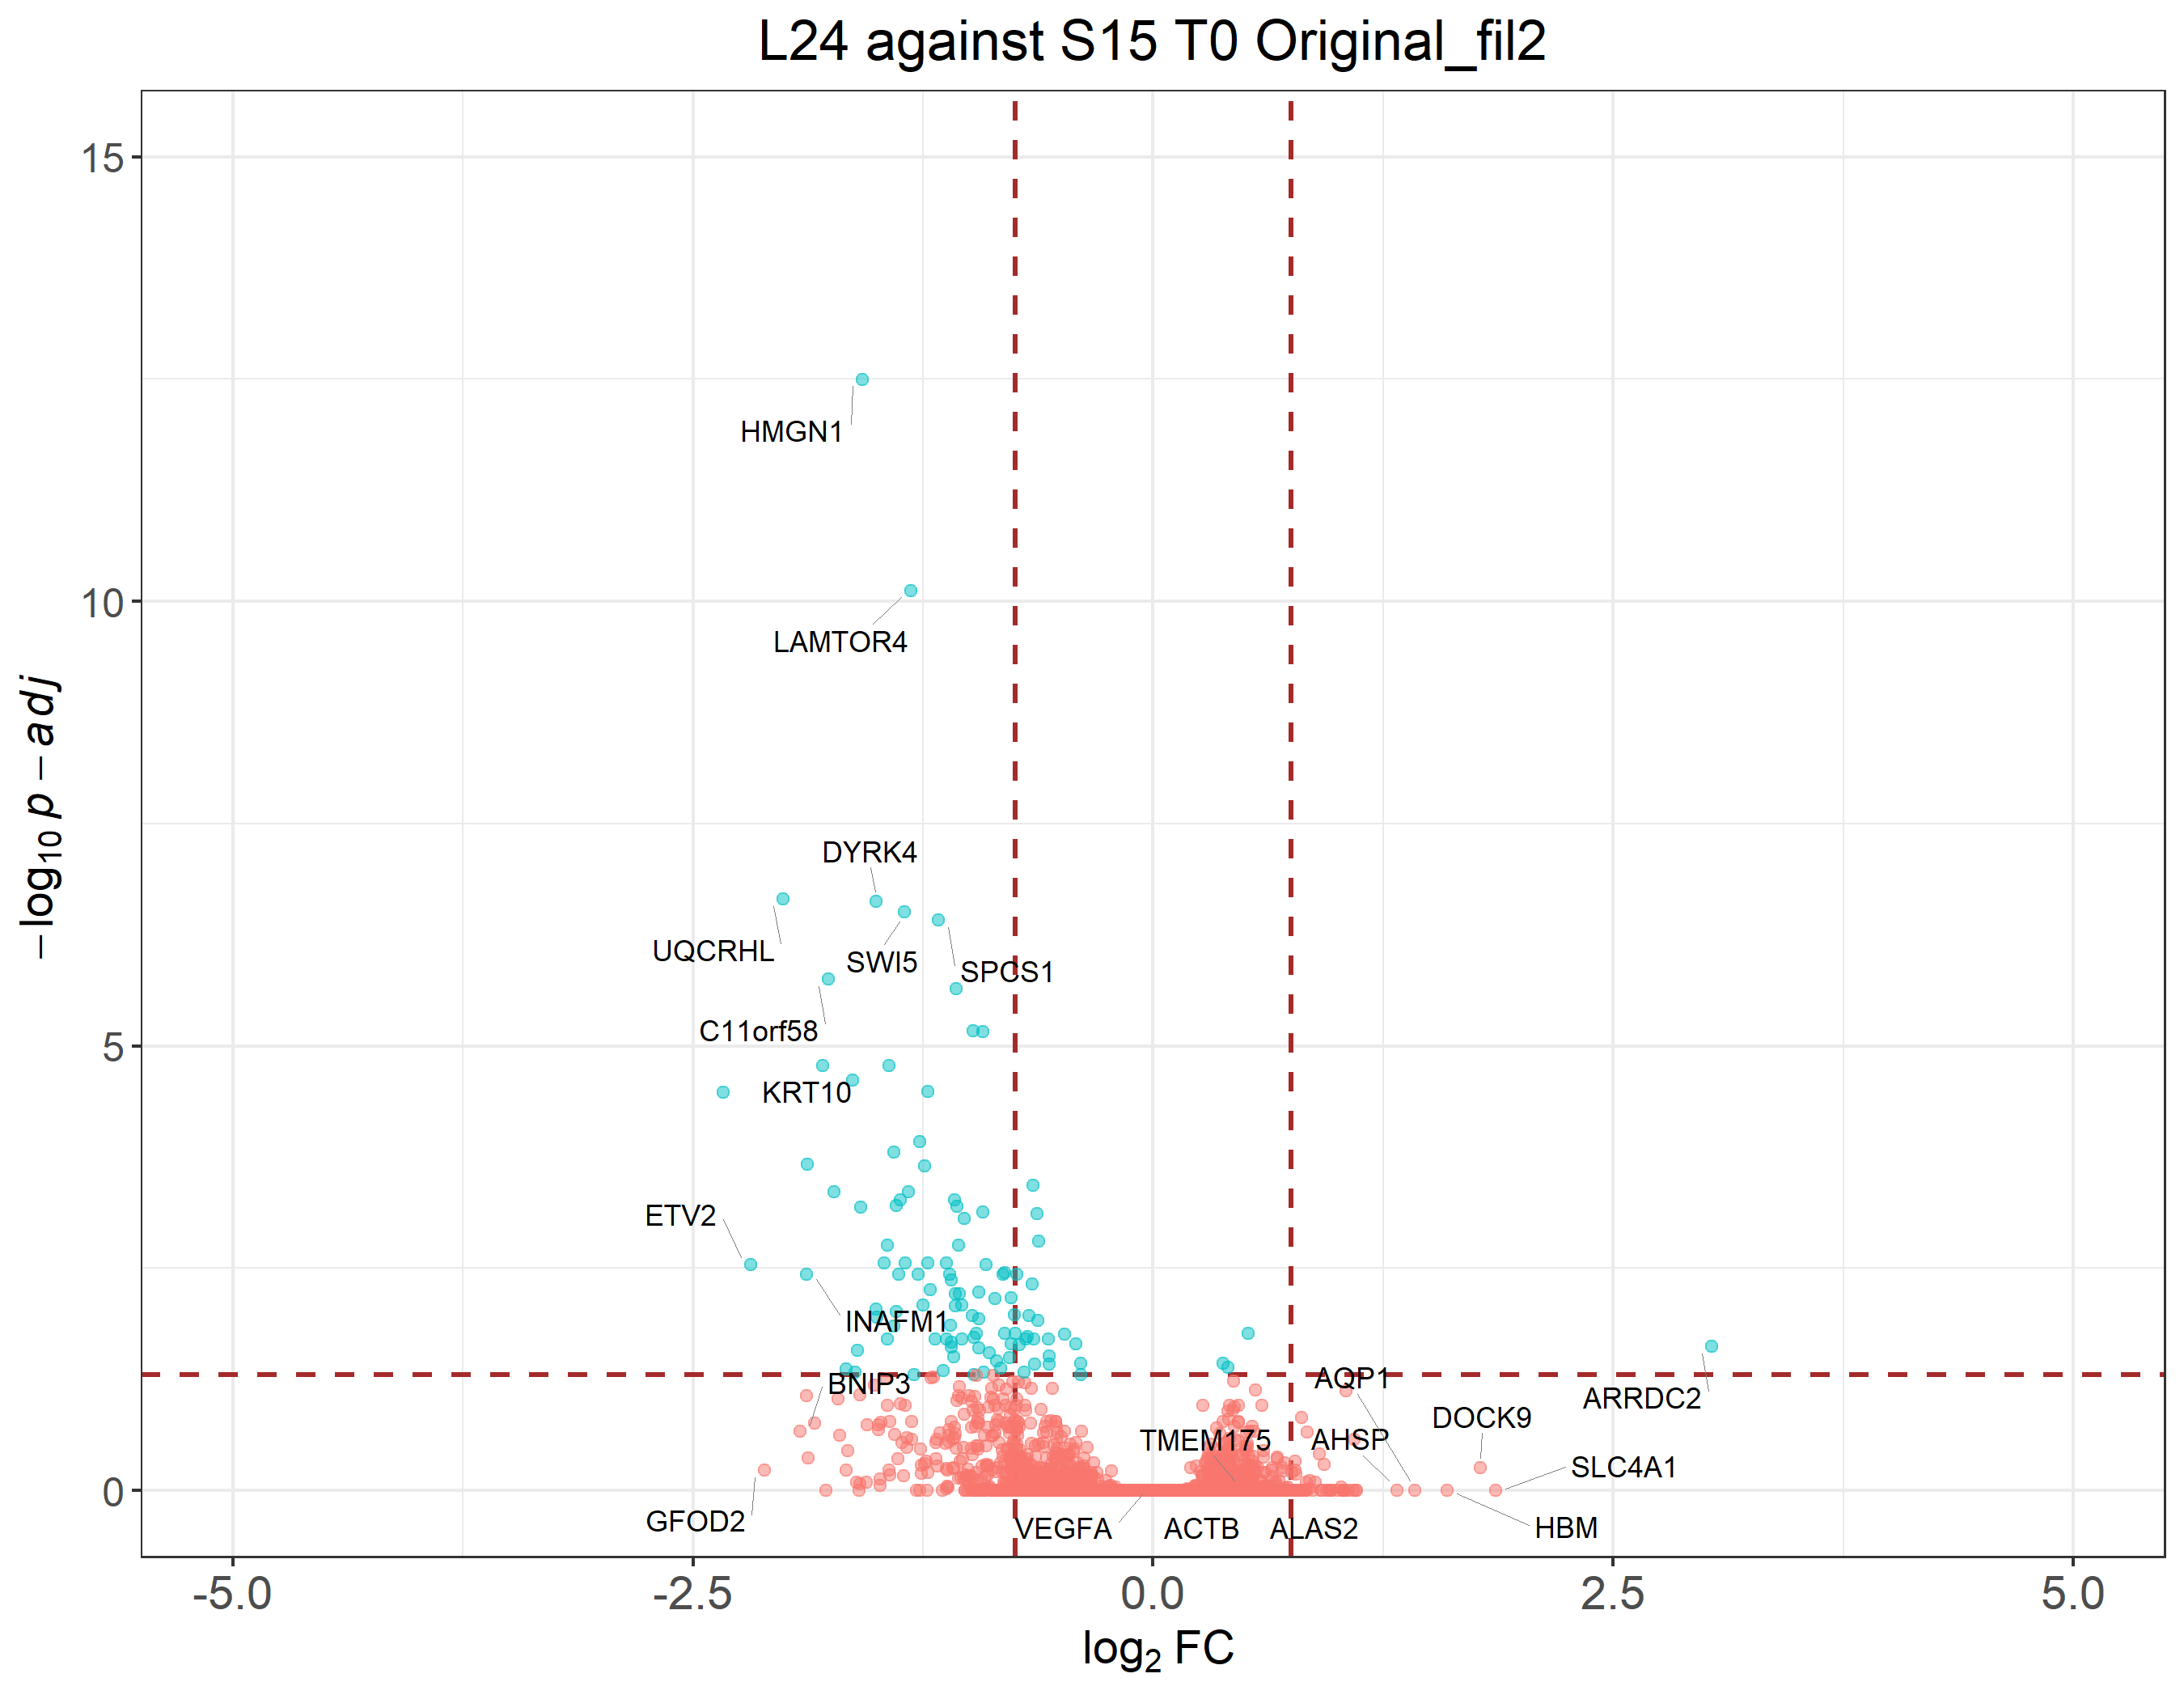 L24 against S15 T0 Original_fil2
15
10
5
0
−log10 p − adj
HMGN1
LAMTOR4
DYRK4
UQCRHL
SWI5
SPCS1
C11orf58
KRT10
ETV2
INAFM1
BNIP3
AQP1
ARRDC2
DOCK9
TMEM175
AHSP
SLC4A1
GFOD2
VEGFA
ACTB
ALAS2
HBM
-5.0
-2.5
0.0
2.5
5.0
log2 FC